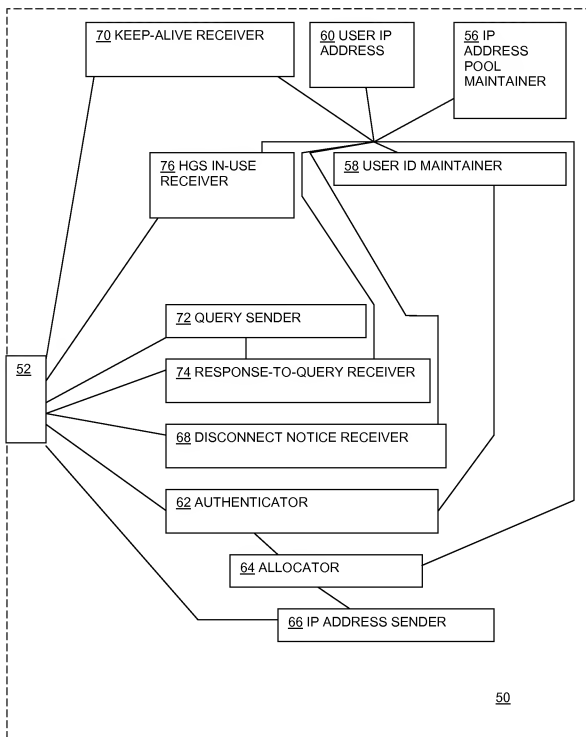 70 KEEP-ALIVE RECEIVER
60 USER IP
ADDRESS
56 IP
ADDRESS
POOL
MAINTAINER
76 HGS IN-USE
RECEIVER
58 USER ID MAINTAINER
72 QUERY SENDER
52
74 RESPONSE-TO-QUERY RECEIVER
68 DISCONNECT NOTICE RECEIVER
62 AUTHENTICATOR
64 ALLOCATOR
66 IP ADDRESS SENDER
50